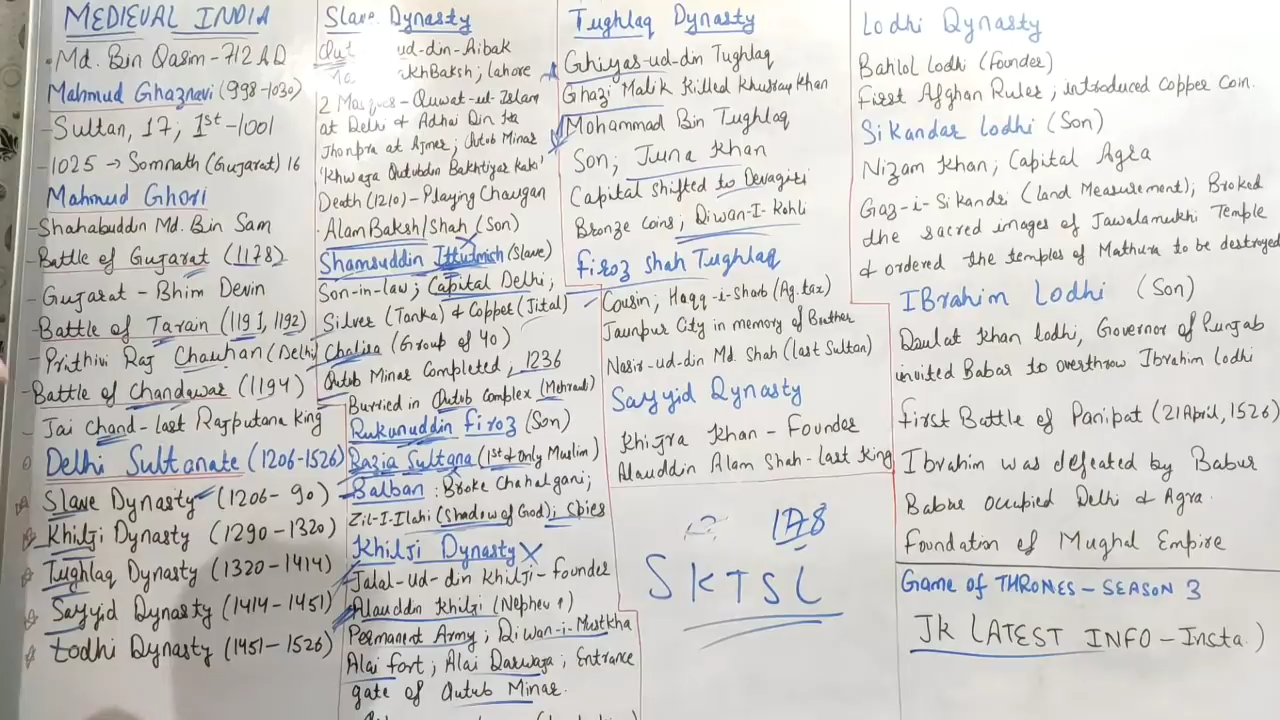 MEDIEVAL INDIA
Md. Bin Qasim - 712 AD
Mahmud Ghaznavi (998-1030)
- Sultan, 17; 1st - 1001
- 1025 → Somnath (Gujarat) 16
Mahmud Ghori
- Shahabuddin Md. Bin Sam
- Battle of Gujarat (1178)
- Gujarat - Bhim Devin
- Battle of Tarain (1191, 1192)
- Prithvi Raj Chauhan (Delhi)
- Battle of Chandawar (1194)
- Jai Chand - last Rajputana King
Delhi Sultanate (1206-1526)
Slave Dynasty (1206-90)
Khilji Dynasty (1290-1320)
Tughlaq Dynasty (1320-1414)
Sayyid Dynasty (1414-1451)
Lodhi Dynasty (1451-1526)
Slave Dynasty
Qut ud-din-Aibak
akhBaksh; Lahore
2 Mosques - Quwat-ul-Islam
at Delhi & Adhai Din Ka
Jhonpra at Ajmer; Qutub Minar
'Khwaja Qutubdin Bakhtiyar Kaki'
Death (1210) - Playing Chaugan
Alam Baksh/Shah (Son)
Shamsuddin Iltutmish (Slave)
Son-in-law; Capital Delhi;
Silver (Tanka) & Copper (Jital)
Chalisa (Group of 40)
Qutub Minar Completed, 1236
Burried in Qutub Complex (Mehrauli)
Rukanuddin Firoz (Son)
Razia Sultana (1st & only Muslim)
Balban: Broke Chahalgani;
Zil-I-Ilahi (Shadow of God); Spies
Khilji Dynasty X
Jalal-ud-din Khilji - Founder
Alauddin Khilji (Nephew)
Permanent Army; Diwan-i-Mustkha
Alai Fort; Alai Darwaja; Entrance
gate of Qutub Minar.
Tughlaq Dynasty
Ghiyas-ud-din Tughlaq
Ghazi Malik Killed Khusray Khan
Mohammad Bin Tughlaq
Son; Juna Khan
Capital shifted to Devagiri
Bronze Coins; Diwan-I-Kohli
Firoz Shah Tughlaq
Cousin; Haqq-i-Sharb (Ag. tax)
Jaunpur City in memory of Brother
Nasir-ud-din Md. Shah (last Sultan)
Sayyid Dynasty
Khijra Khan - Founder
Alauddin Alam Shah - Last King
178
SKTSL
Lodhi Dynasty
Bahlol Lodhi (Founder)
First Afghan Ruler; introduced Copper Coin.
Sikandar Lodhi (Son)
Nizam Khan; Capital Agra
Gaz-i-Sikandri (Land Measurement); Broked
the sacred images of Jawalamukhi Temple
& ordered the temples of Mathura to be destroyed
IBrahim Lodhi (Son)
Daulat Khan Lodhi, Governor of Punjab
invited Babar to overthrow Ibrahim Lodhi
First Battle of Panipat (21 April, 1526)
Ibrahim was defeated by Babur
Babur Occupied Delhi & Agra.
Foundation of Mughal Empire
Game of THRONES - SEASON 3
JK LATEST INFO - Insta)